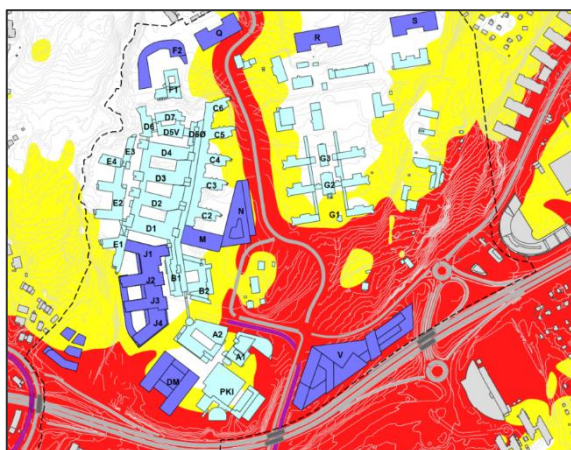 Q
R
S
F2
F1
C6
D7
D6
D5V
D5Ø
C5
E3
D4
C4
E4
D3
C3
G3
G2
E2
D2
C2
N
G1
D1
M
E1
J1
B1
J2
B2
J3
J4
A2
A1
V
DM
PKI